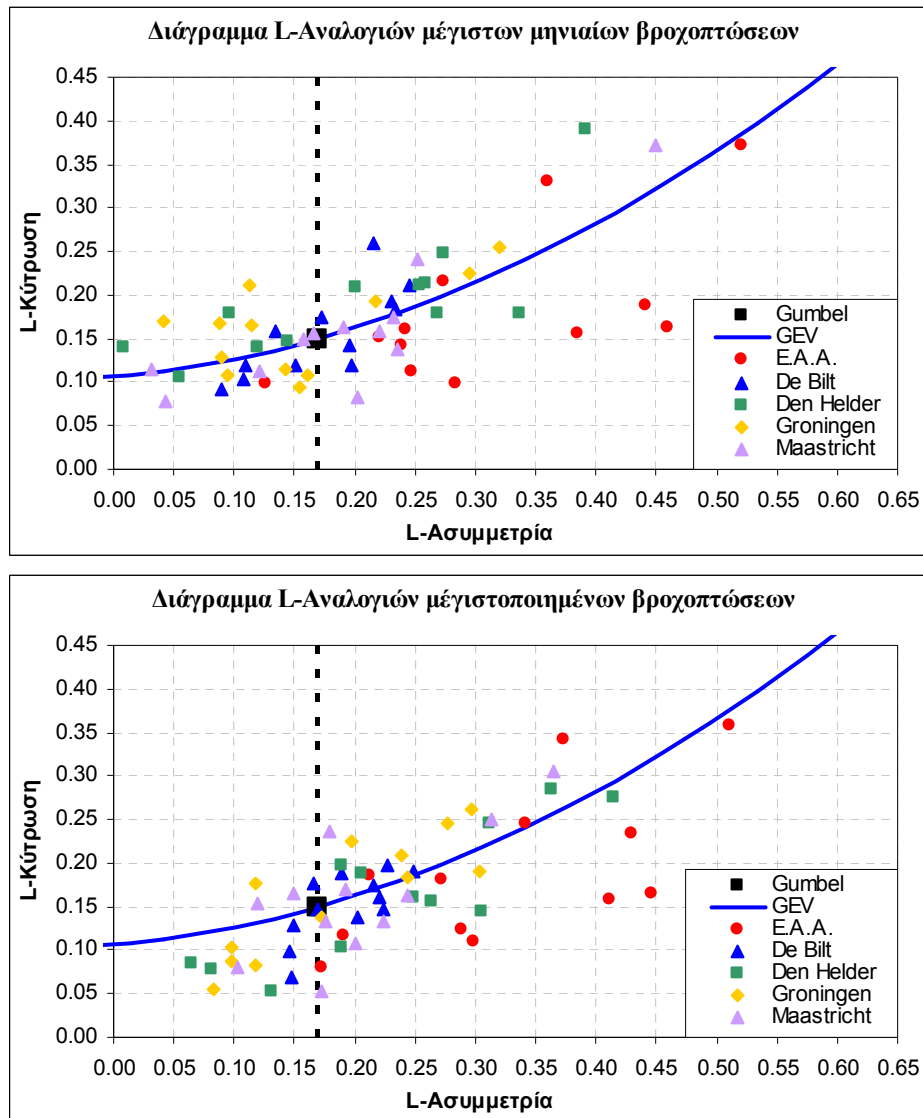 Διάγραμμα L-Αναλογιών μέγιστων μηνιαίων βροχοπτώσεων
0.45
0.40
0.35
0.30
0.25
0.20
0.15
0.10
0.05
0.00
L-Κύτρωση
Gumbel
GEV
E.A.A.
De Bilt
Den Helder
Groningen
Maastricht
0.00 0.05 0.10 0.15 0.20 0.25 0.30 0.35 0.40 0.45 0.50 0.55 0.60 0.65
L-Ασυμμετρία
Διάγραμμα L-Αναλογιών μέγιστοποιημένων βροχοπτώσεων
0.45
0.40
0.35
0.30
0.25
0.20
0.15
0.10
0.05
0.00
L-Κύτρωση
Gumbel
GEV
E.A.A.
De Bilt
Den Helder
Groningen
Maastricht
0.00 0.05 0.10 0.15 0.20 0.25 0.30 0.35 0.40 0.45 0.50 0.55 0.60 0.65
L-Ασυμμετρία